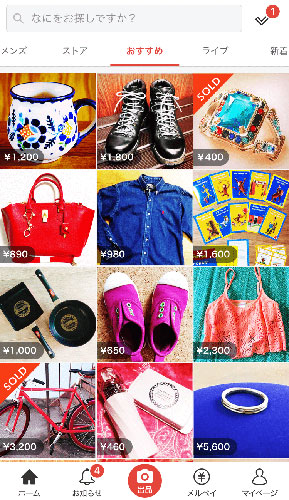 なにをお探しですか？
1
メンズ
ストア
おすすめ
ライブ
新着
¥1,200
¥1,800
SOLD
¥400
¥890
¥980
¥1,600
¥1,000
¥650
¥2,300
SOLD
¥3,200
¥460
¥5,600
ホーム
4
お知らせ
出品
メルペイ
マイページ